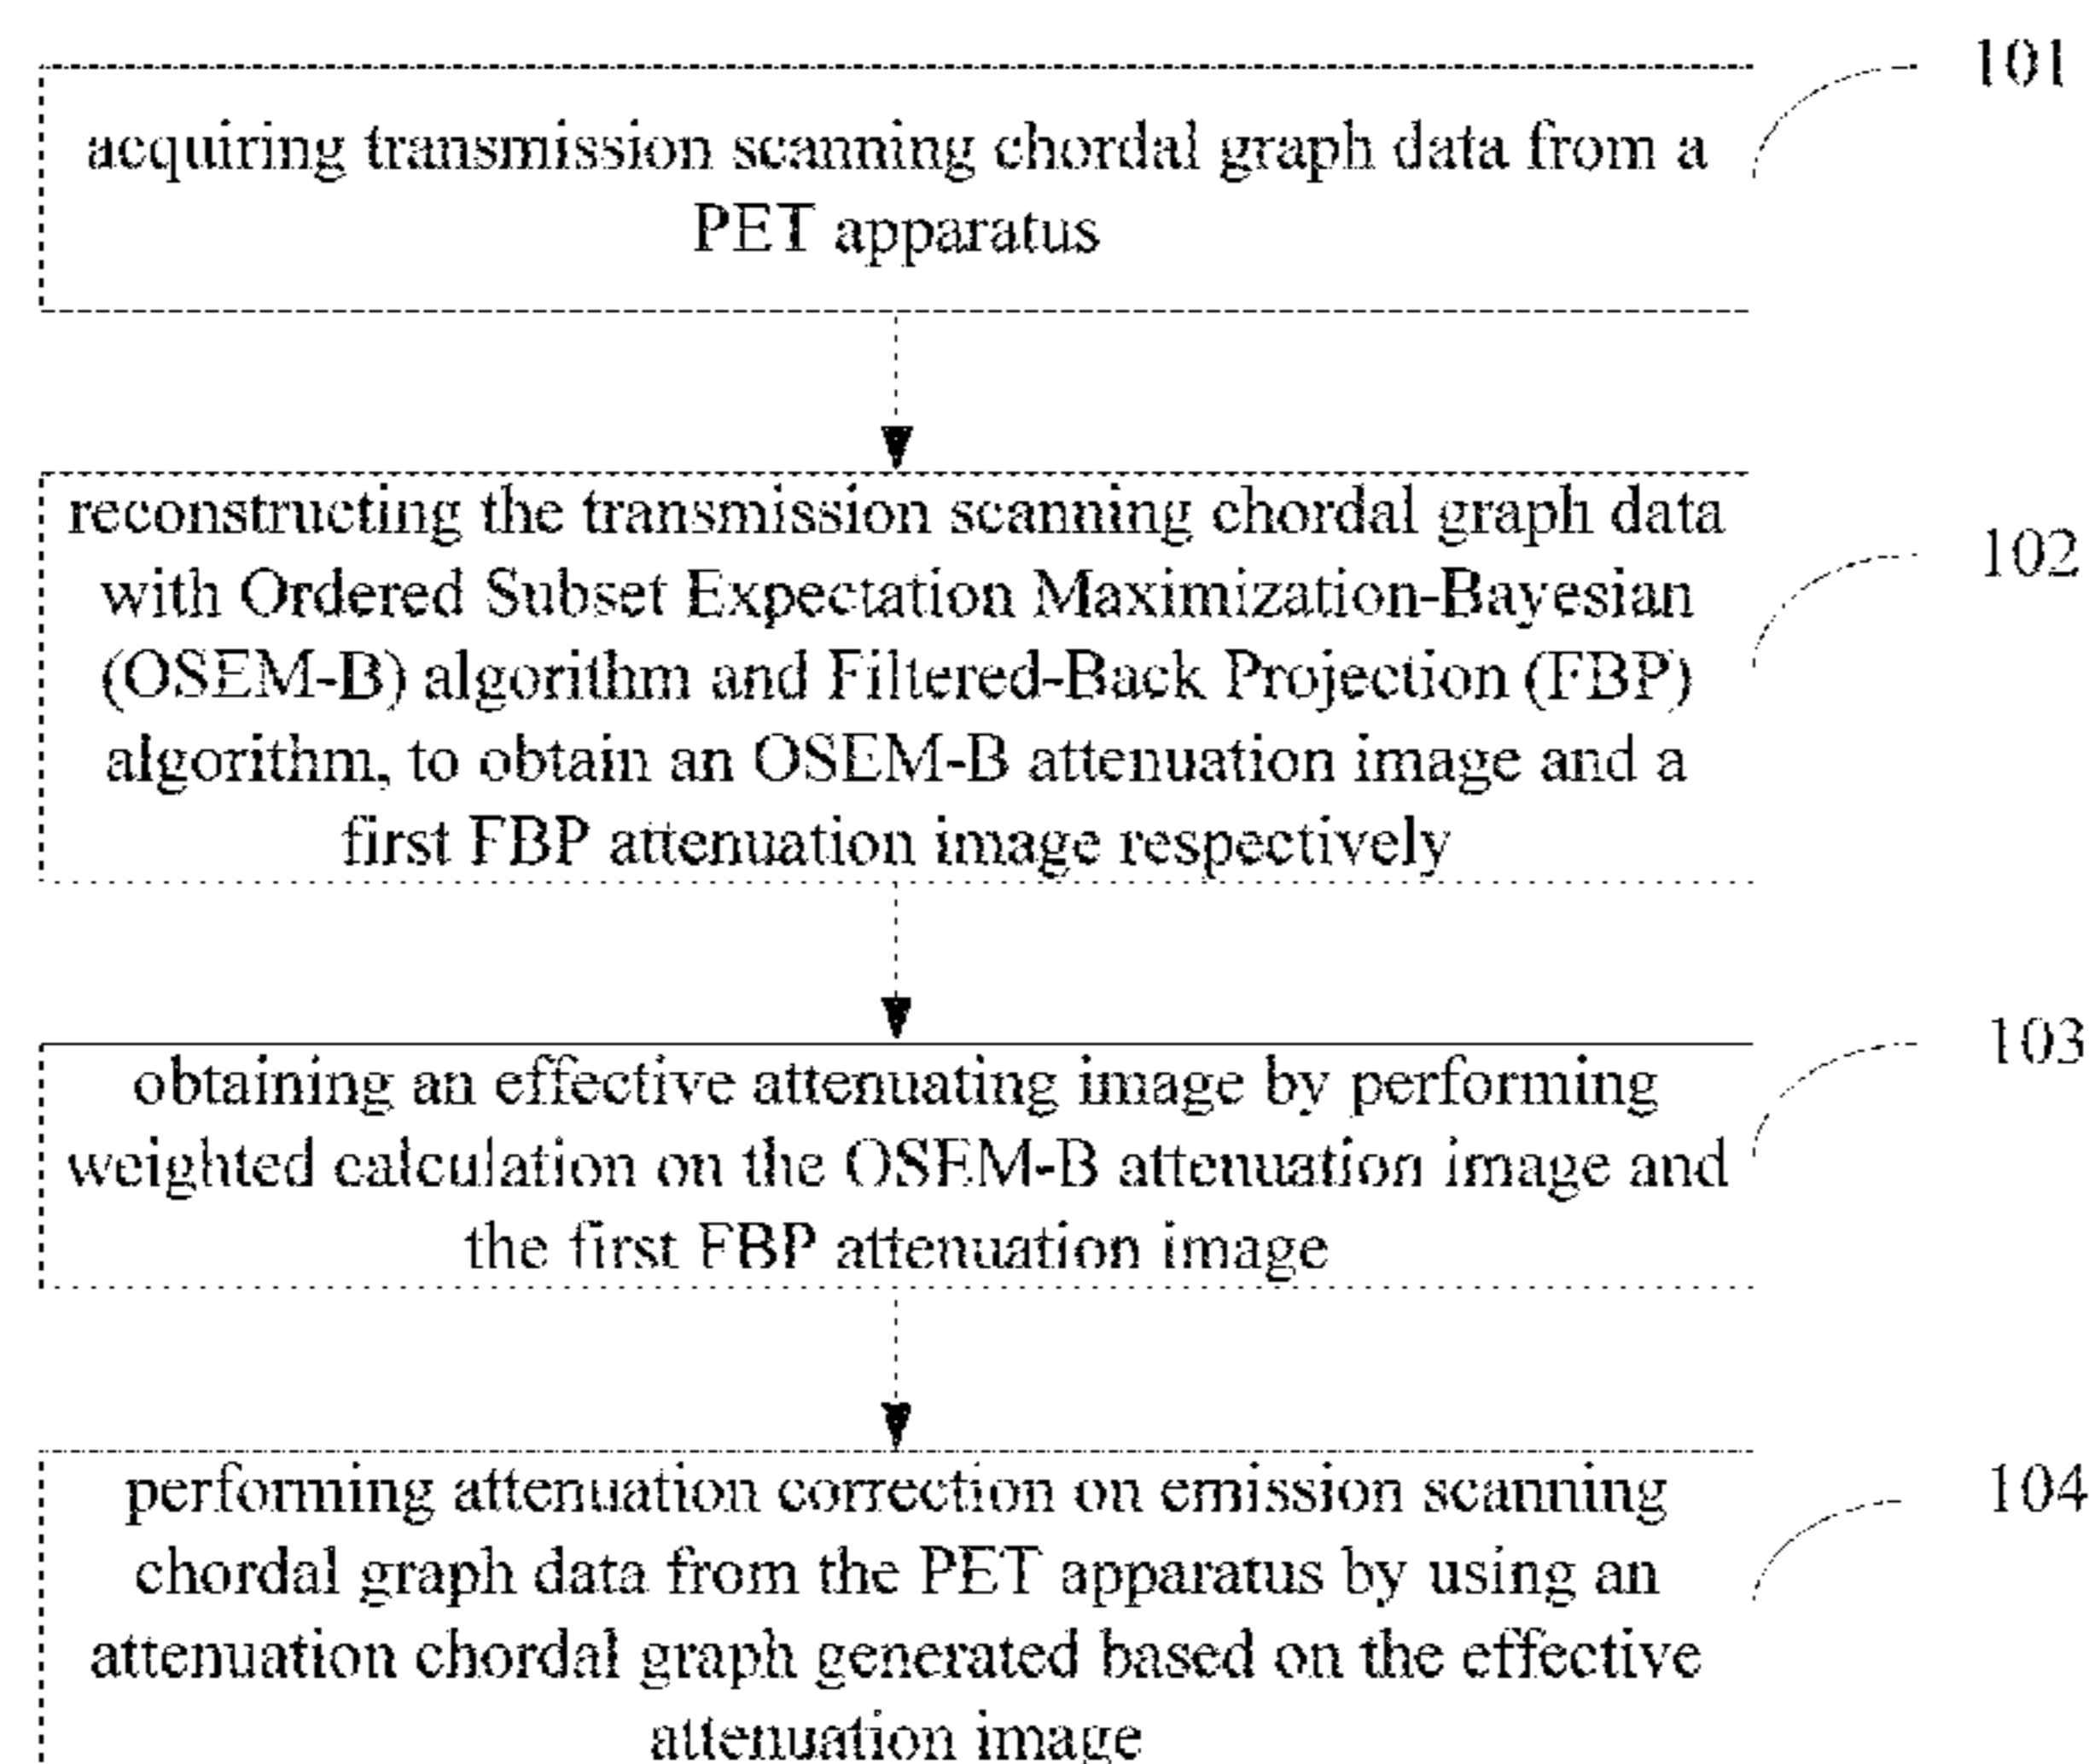 101
acquiring transmission scanning chordal graph data from a
PET apparatus
reconstructing the transmission scanning chordal graph data
with Ordered Subset Expectation Maximization-Bayesian
(OSEM-B) algorithm and Filtered-Back Projection (FBP)
algorithm, to obtain an OSEM-B attenuation image and a
first FBP attenuation image respectively
102
obtaining an effective attenuating image by performing
weighted calculation on the OSEM-B attenuation image and
the first FBP attenuation image
103
performing attenuation correction on emission scanning
chordal graph data from the PET apparatus by using an
attenuation chordal graph generated based on the effective
attenuation image
104